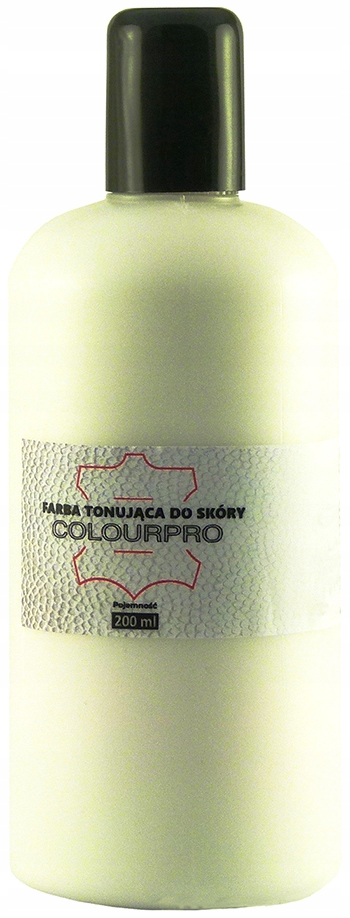 FARBA TONUJĄCA DO SKÓRY
COLOURPRO
Pojemność
200 ml